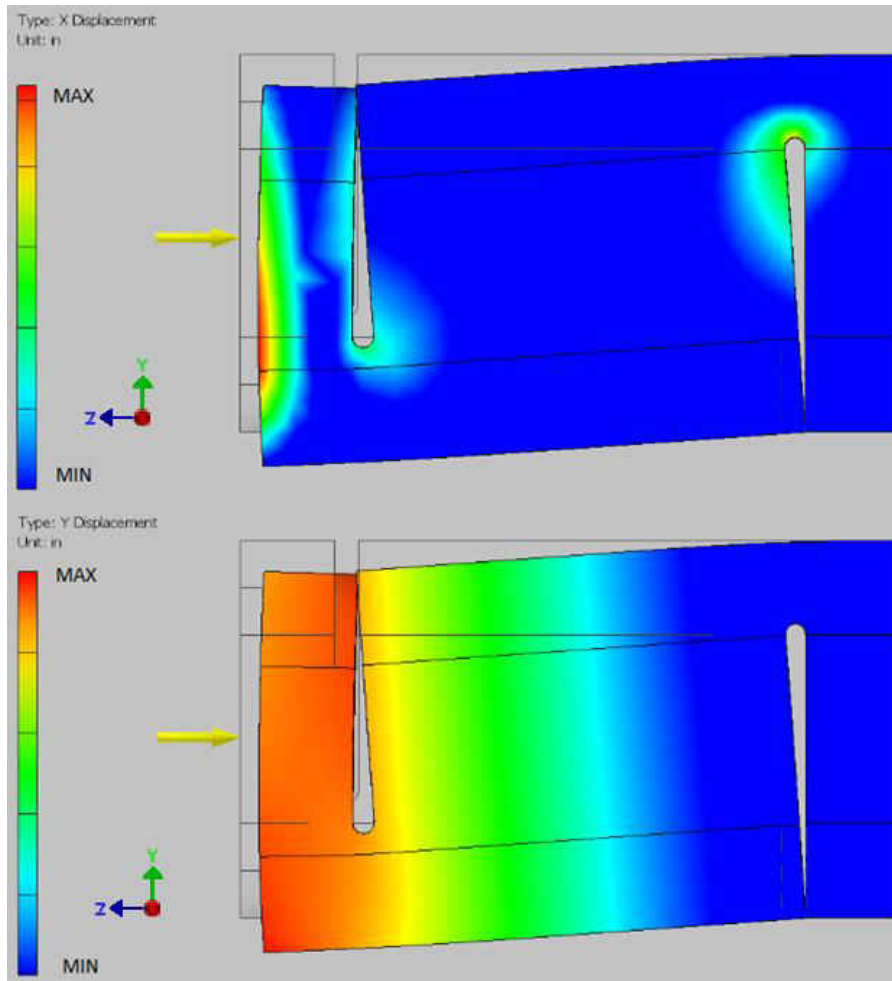 Type: X Displacement
Unit: in
MAX
Y
Z
MIN
Type: Y Displacement
Unit: in
MAX
Y
Z
MIN